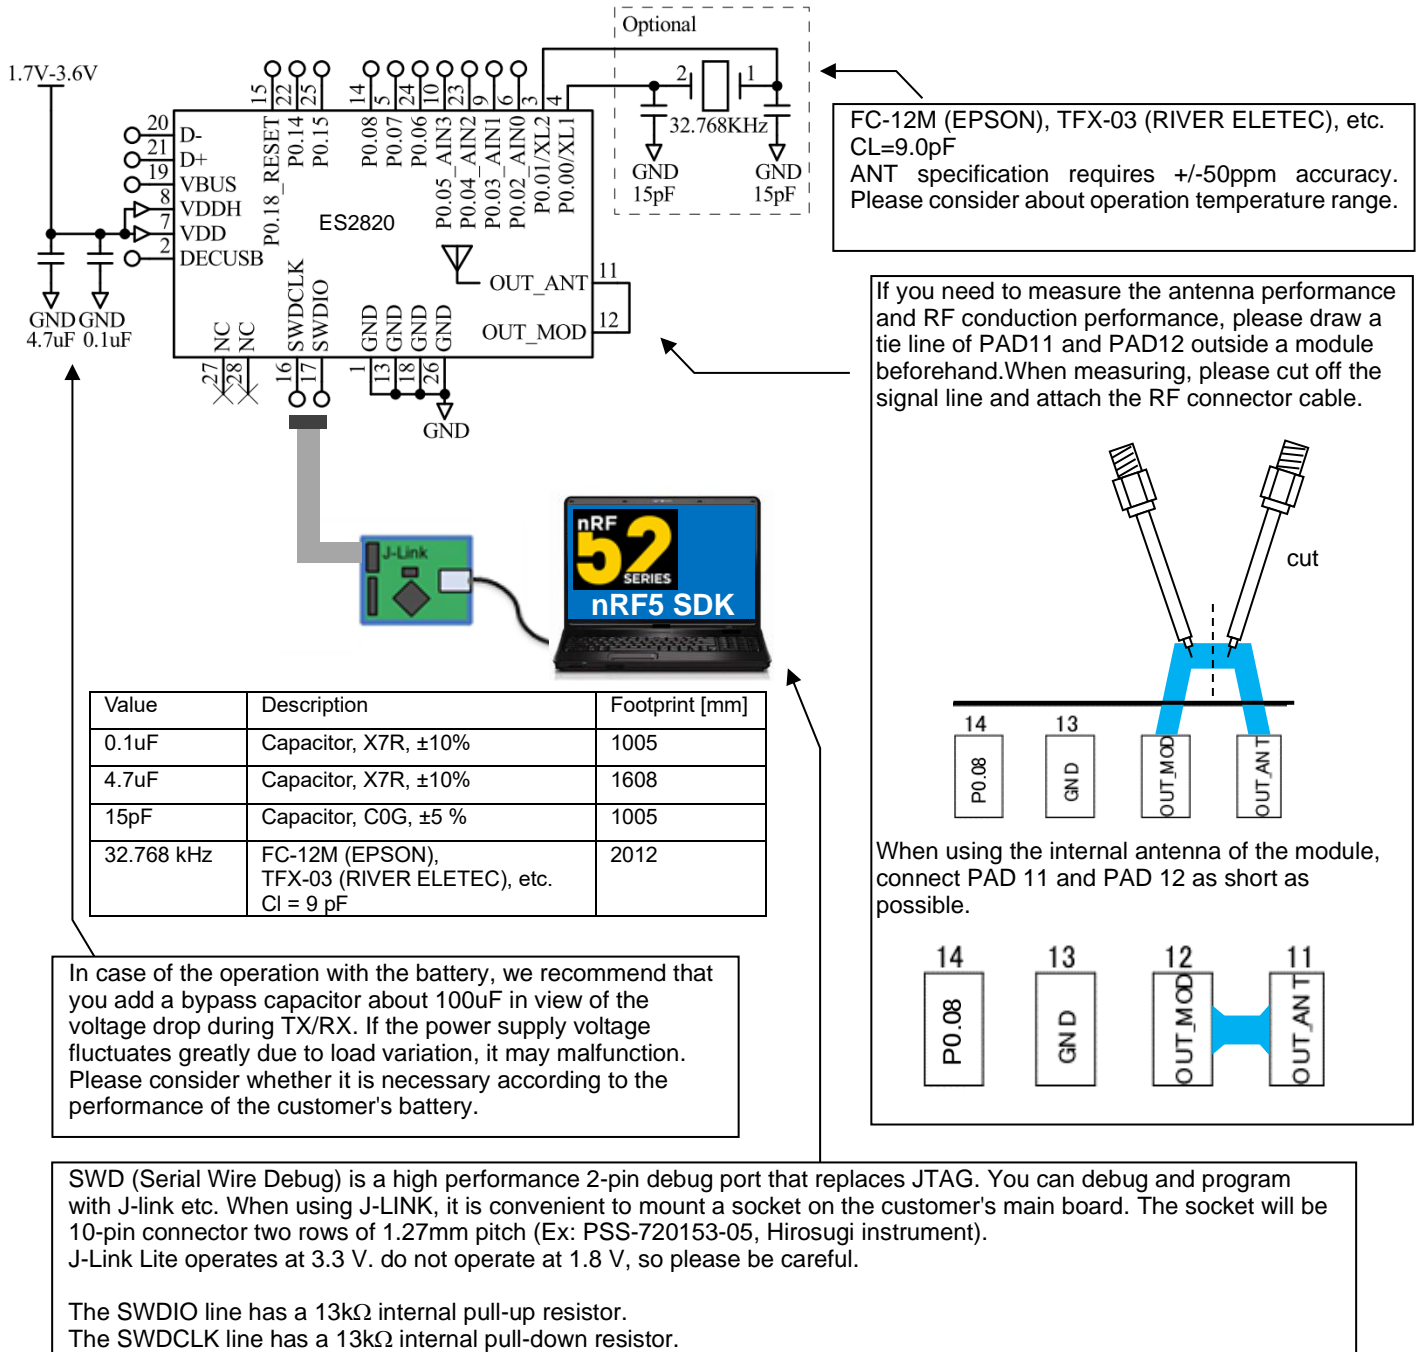 Optional
1.7V-3.6V
15 22 25 14 5 24 10 23 9 6 3 4
P0.18_RESET
P0.14
P0.15
P0.08
P0.07
P0.06
P0.05_AIN3
P0.04_AIN2
P0.03_AIN1
P0.02_AIN0
P0.01/XL2
P0.00/XL1
2 1
32.768KHz
GND
15pF
GND
15pF
FC-12M (EPSON), TFX-03 (RIVER ELETEC), etc.
CL=9.0pF
ANT specification requires +/-50ppm accuracy.
Please consider about operation temperature range.
20 D-
21 D+
19 VBUS
8 VDDH
7 VDD
2 DECUSB
ES2820
OUT_ANT 11
OUT_MOD 12
GND GND
4.7uF 0.1uF
NC
NC
SWDCLK
SWDIO
GND
GND
GND
GND
27 28 16 17 1 13 18 26
GND
If you need to measure the antenna performance
and RF conduction performance, please draw a
tie line of PAD11 and PAD12 outside a module
beforehand.When measuring, please cut off the
signal line and attach the RF connector cable.
cut
14 13
P0.08
GND
OUT_MOD
OUT_ANT
When using the internal antenna of the module,
connect PAD 11 and PAD 12 as short as
possible.
14 13 12 11
P0.08
GND
OUT_MOD
OUT_ANT
J-Link
nRF
52
SERIES
nRF5 SDK
Value Description Footprint [mm]
0.1uF Capacitor, X7R, ±10% 1005
4.7uF Capacitor, X7R, ±10% 1608
15pF Capacitor, C0G, ±5 % 1005
32.768 kHz FC-12M (EPSON), 2012
TFX-03 (RIVER ELETEC), etc.
Cl = 9 pF
In case of the operation with the battery, we recommend that
you add a bypass capacitor about 100uF in view of the
voltage drop during TX/RX. If the power supply voltage
fluctuates greatly due to load variation, it may malfunction.
Please consider whether it is necessary according to the
performance of the customer's battery.
SWD (Serial Wire Debug) is a high performance 2-pin debug port that replaces JTAG. You can debug and program
with J-link etc. When using J-LINK, it is convenient to mount a socket on the customer's main board. The socket will be
10-pin connector two rows of 1.27mm pitch (Ex: PSS-720153-05, Hirosugi instrument).
J-Link Lite operates at 3.3 V. do not operate at 1.8 V, so please be careful.
The SWDIO line has a 13kΩ internal pull-up resistor.
The SWDCLK line has a 13kΩ internal pull-down resistor.